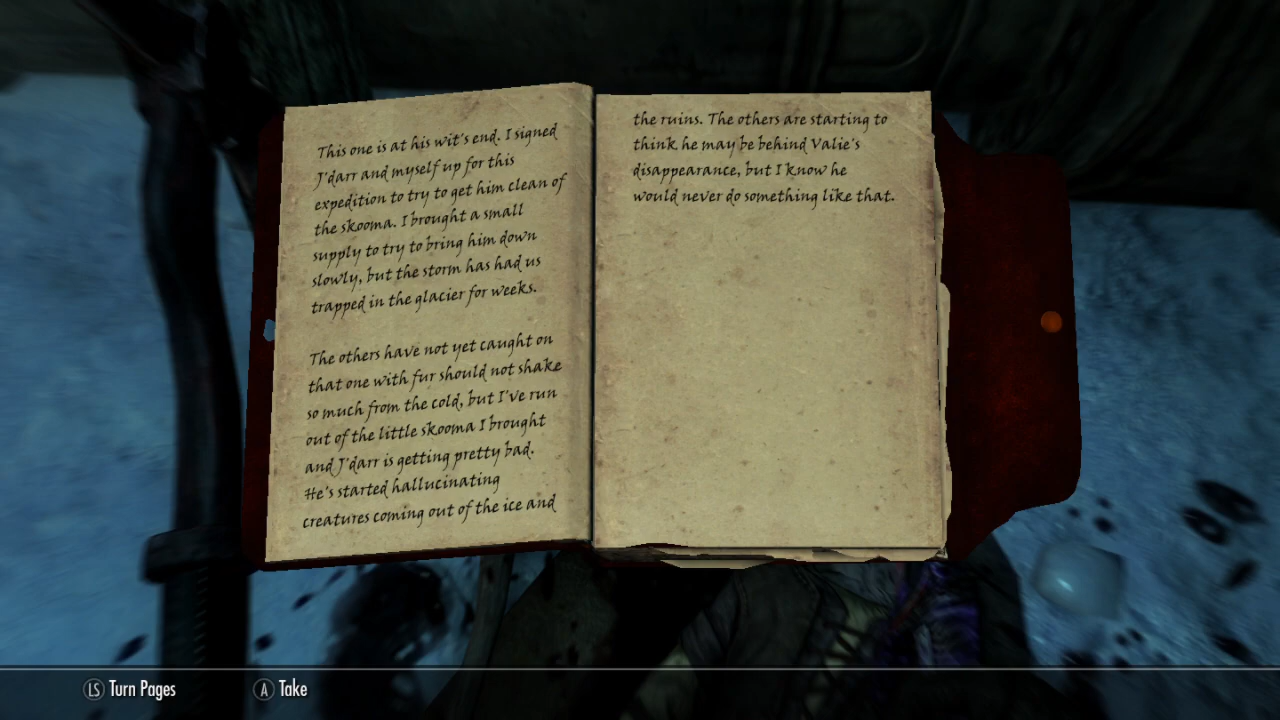 This one is at his wit's end. I signed
J'darr and myself up for this
expedition to try to get him clean of
the skooma. I brought a small
supply to try to bring him down
slowly, but the storm has had us
trapped in the glacier for weeks.
The others have not yet caught on
that one with fur should not shake
so much from the cold, but I've run
out of the little skooma I brought
and J'darr is getting pretty bad.
He's started hallucinating
creatures coming out of the ice and
the ruins. The others are starting to
think he may be behind Valie's
disappearance, but I know he
would never do something like that.
LS Turn Pages
A Take